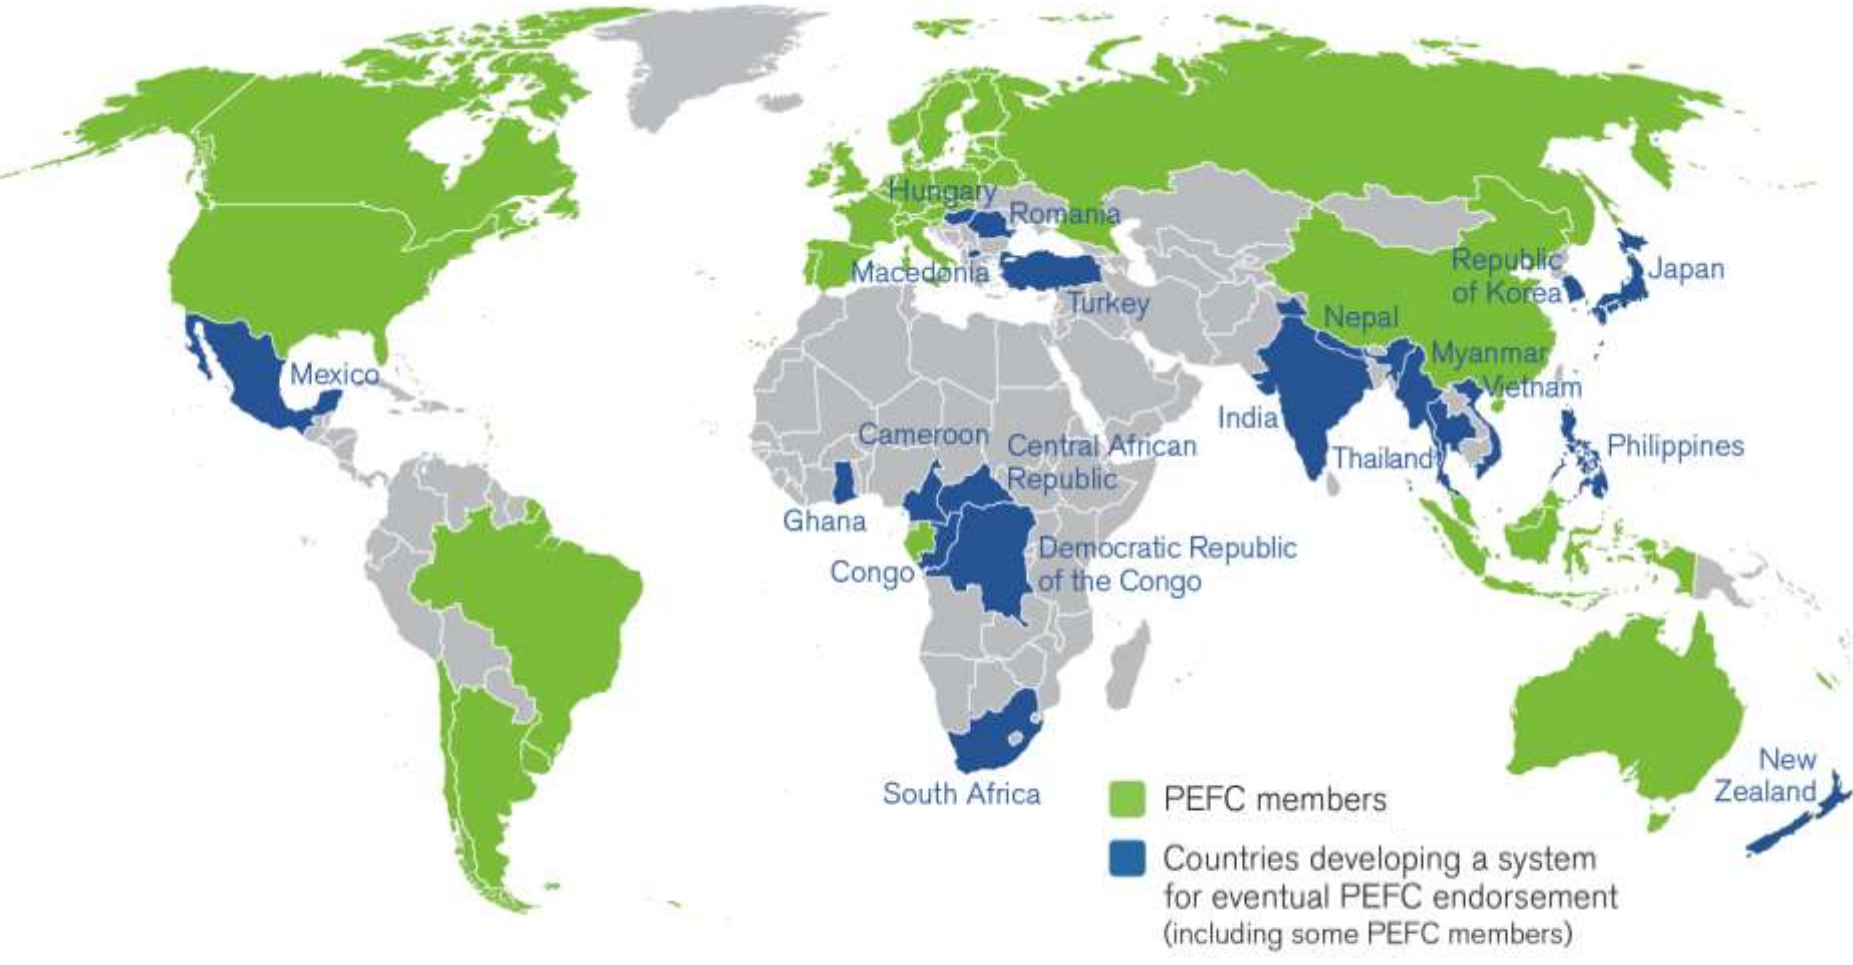 Hungary
Romania
Macedonia
Turkey
Republic
of Korea
Japan
Nepal
Mexico
Myanmar
Vietnam
India
Thailand
Philippines
Cameroon
Central African
Republic
Ghana
Congo
Democratic Republic
of the Congo
South Africa
New
Zealand
PEFC members
Countries developing a system
for eventual PEFC endorsement
(including some PEFC members)